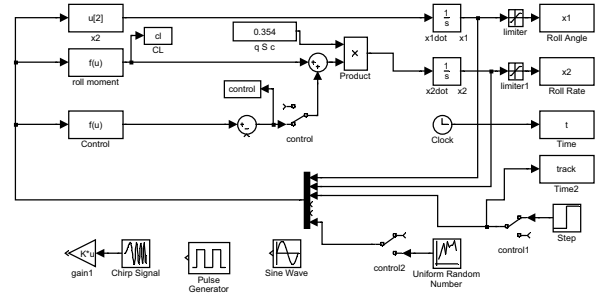 u[2]
x2
cl
CL
0.354
q S c
1
s
x1dot
x1
limiter
x1
Roll Angle
f(u)
roll moment
Product
1
s
x2dot
x2
limiter1
x2
Roll Rate
control
f(u)
Control
control
Clock
t
Time
track
Time2
control1
Step
K*u
gain1
Chirp Signal
Pulse
Generator
Sine Wave
control2
Uniform Random
Number